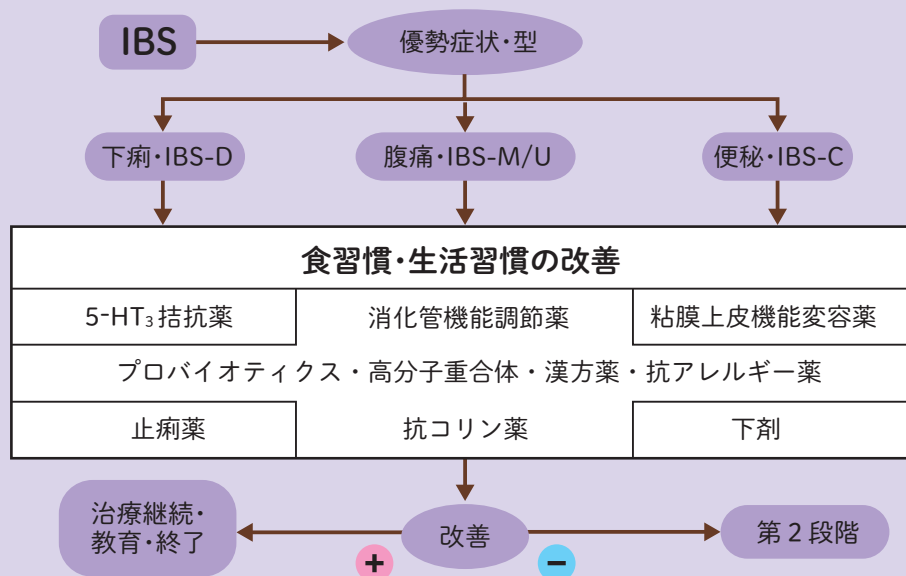 IBS
優勢症状・型
下痢・IBS-D
腹痛・IBS-M/U
便秘・IBS-C
食習慣・生活習慣の改善
5-HT₃拮抗薬
消化管機能調節薬
粘膜上皮機能変容薬
プロバイオティクス・高分子重合体・漢方薬・抗アレルギー薬
止痢薬
抗コリン薬
下剤
治療継続・
教育・終了
改善
第2段階
+
−